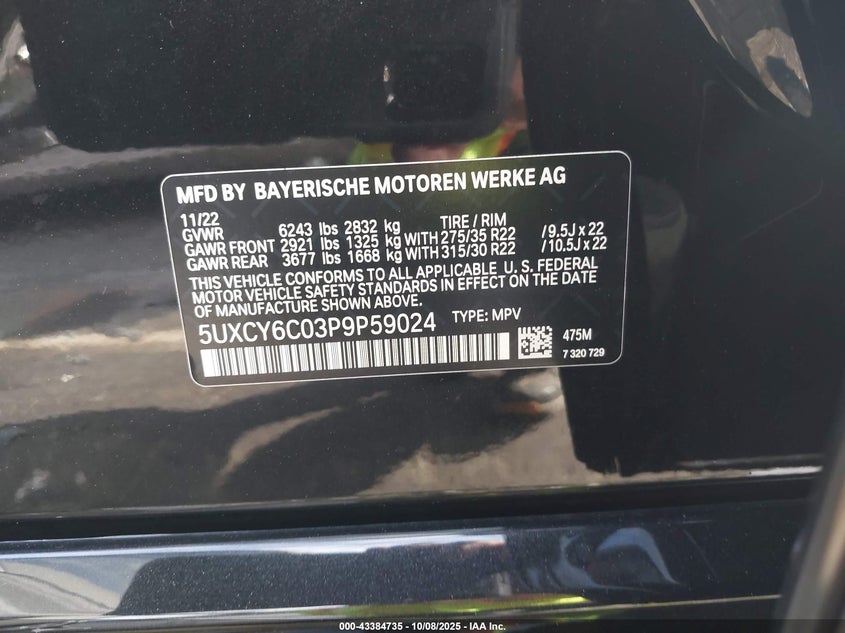 MFD BY BAYERISCHE MOTOREN WERKE AG
11/22 TIRE / RIM
GVWR 6243 lbs 2832 kg
GAWR FRONT 2921 lbs 1325 kg WITH 275/35 R22 /9.5J x 22
GAWR REAR 3677 lbs 1668 kg WITH 315/30 R22 /10.5J x 22
THIS VEHICLE CONFORMS TO ALL APPLICABLE U. S. FEDERAL
MOTOR VEHICLE SAFETY STANDARDS IN EFFECT ON THE DATE
OF MANUFACTURE SHOWN ABOVE.
5UXCY6C03P9P59024 TYPE: MPV
475M
7 320 729
000-43384735 - 10/08/2025 - IAA Inc.